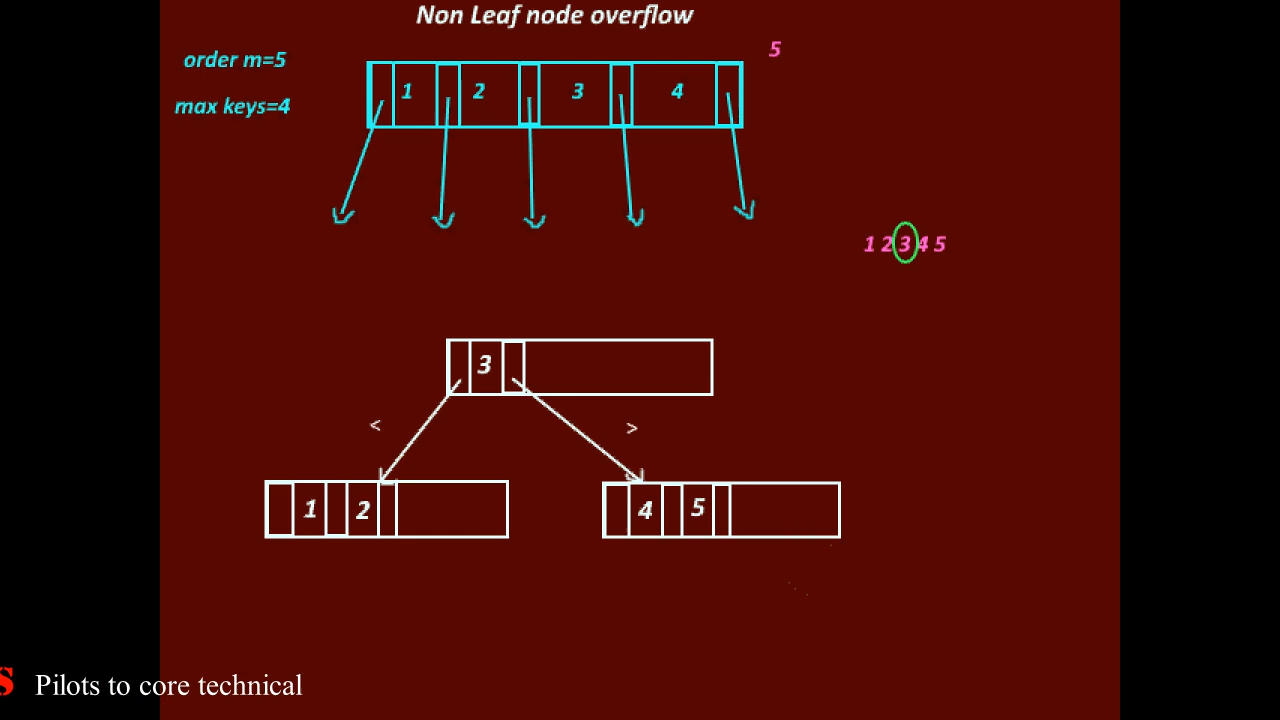 Non Leaf node overflow
order m=5
5
1 2 3 4
max keys=4
1 2 3 4 5
3
< >
1 2
4 5
S Pilots to core technical